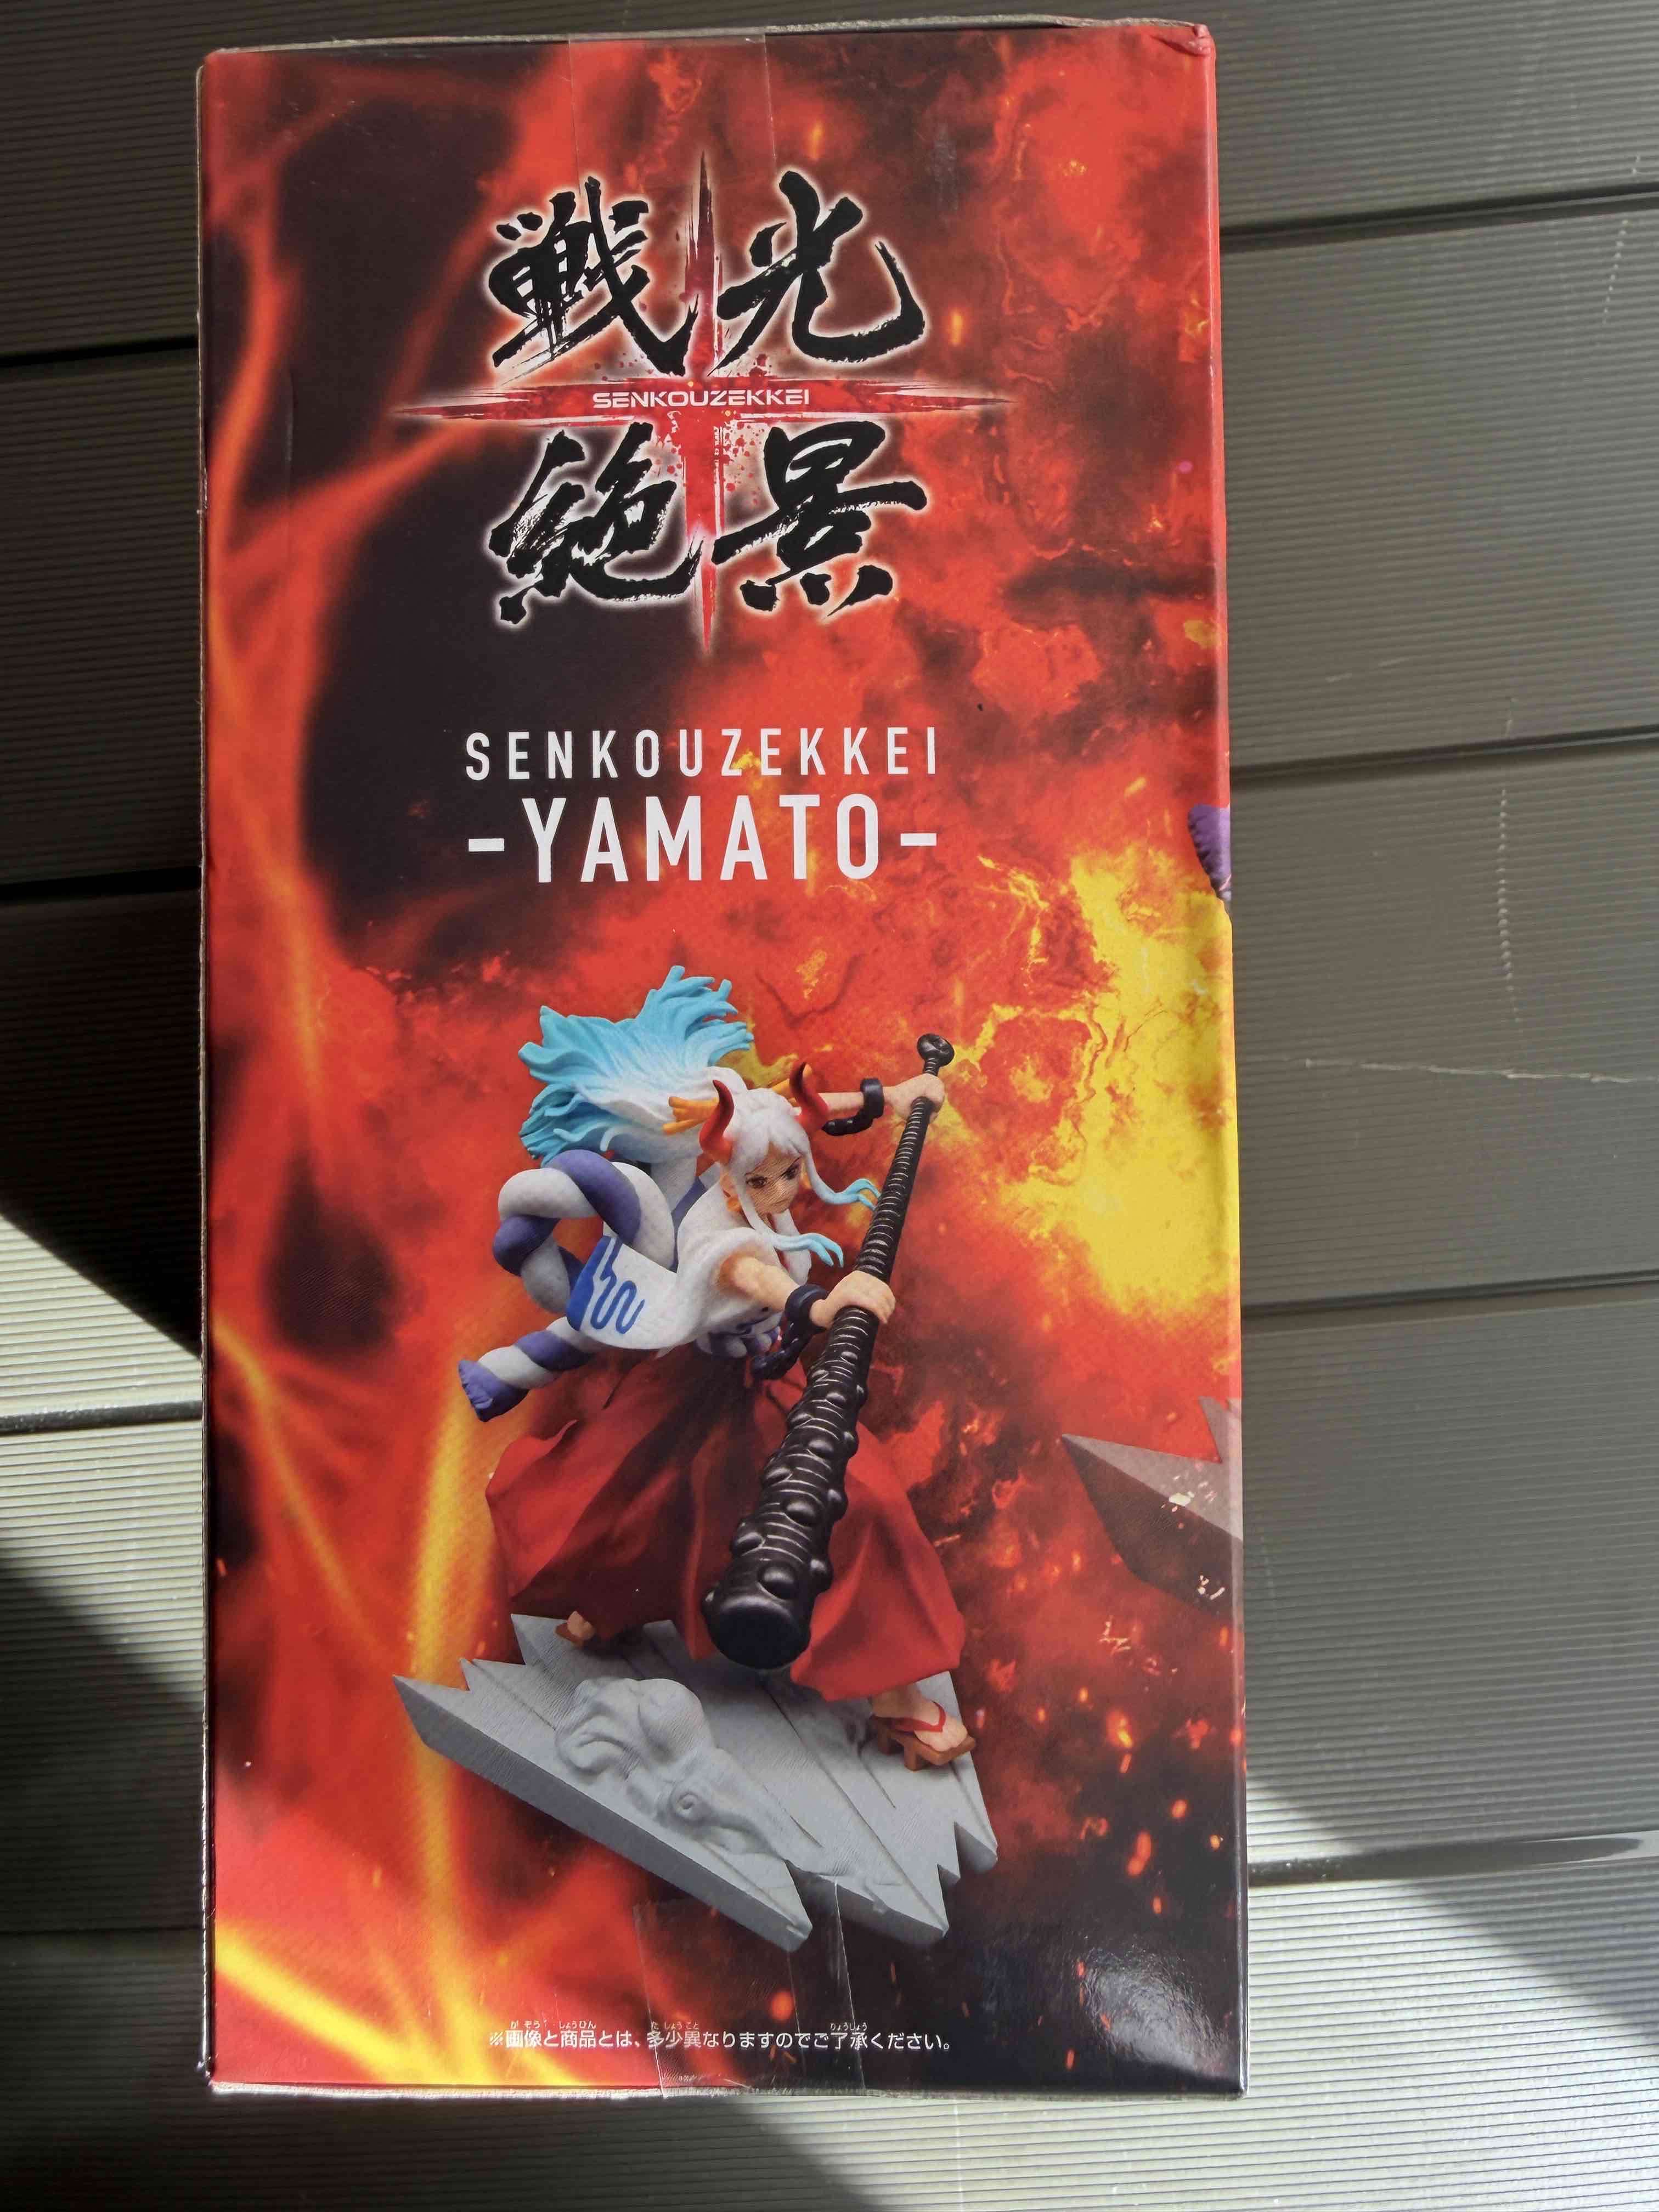 戦光
SENKOUZEKKEI
絶景
SENKOUZEKKEI
-YAMATO-
※画像と商品とは、多少異なりますのでご了承ください。